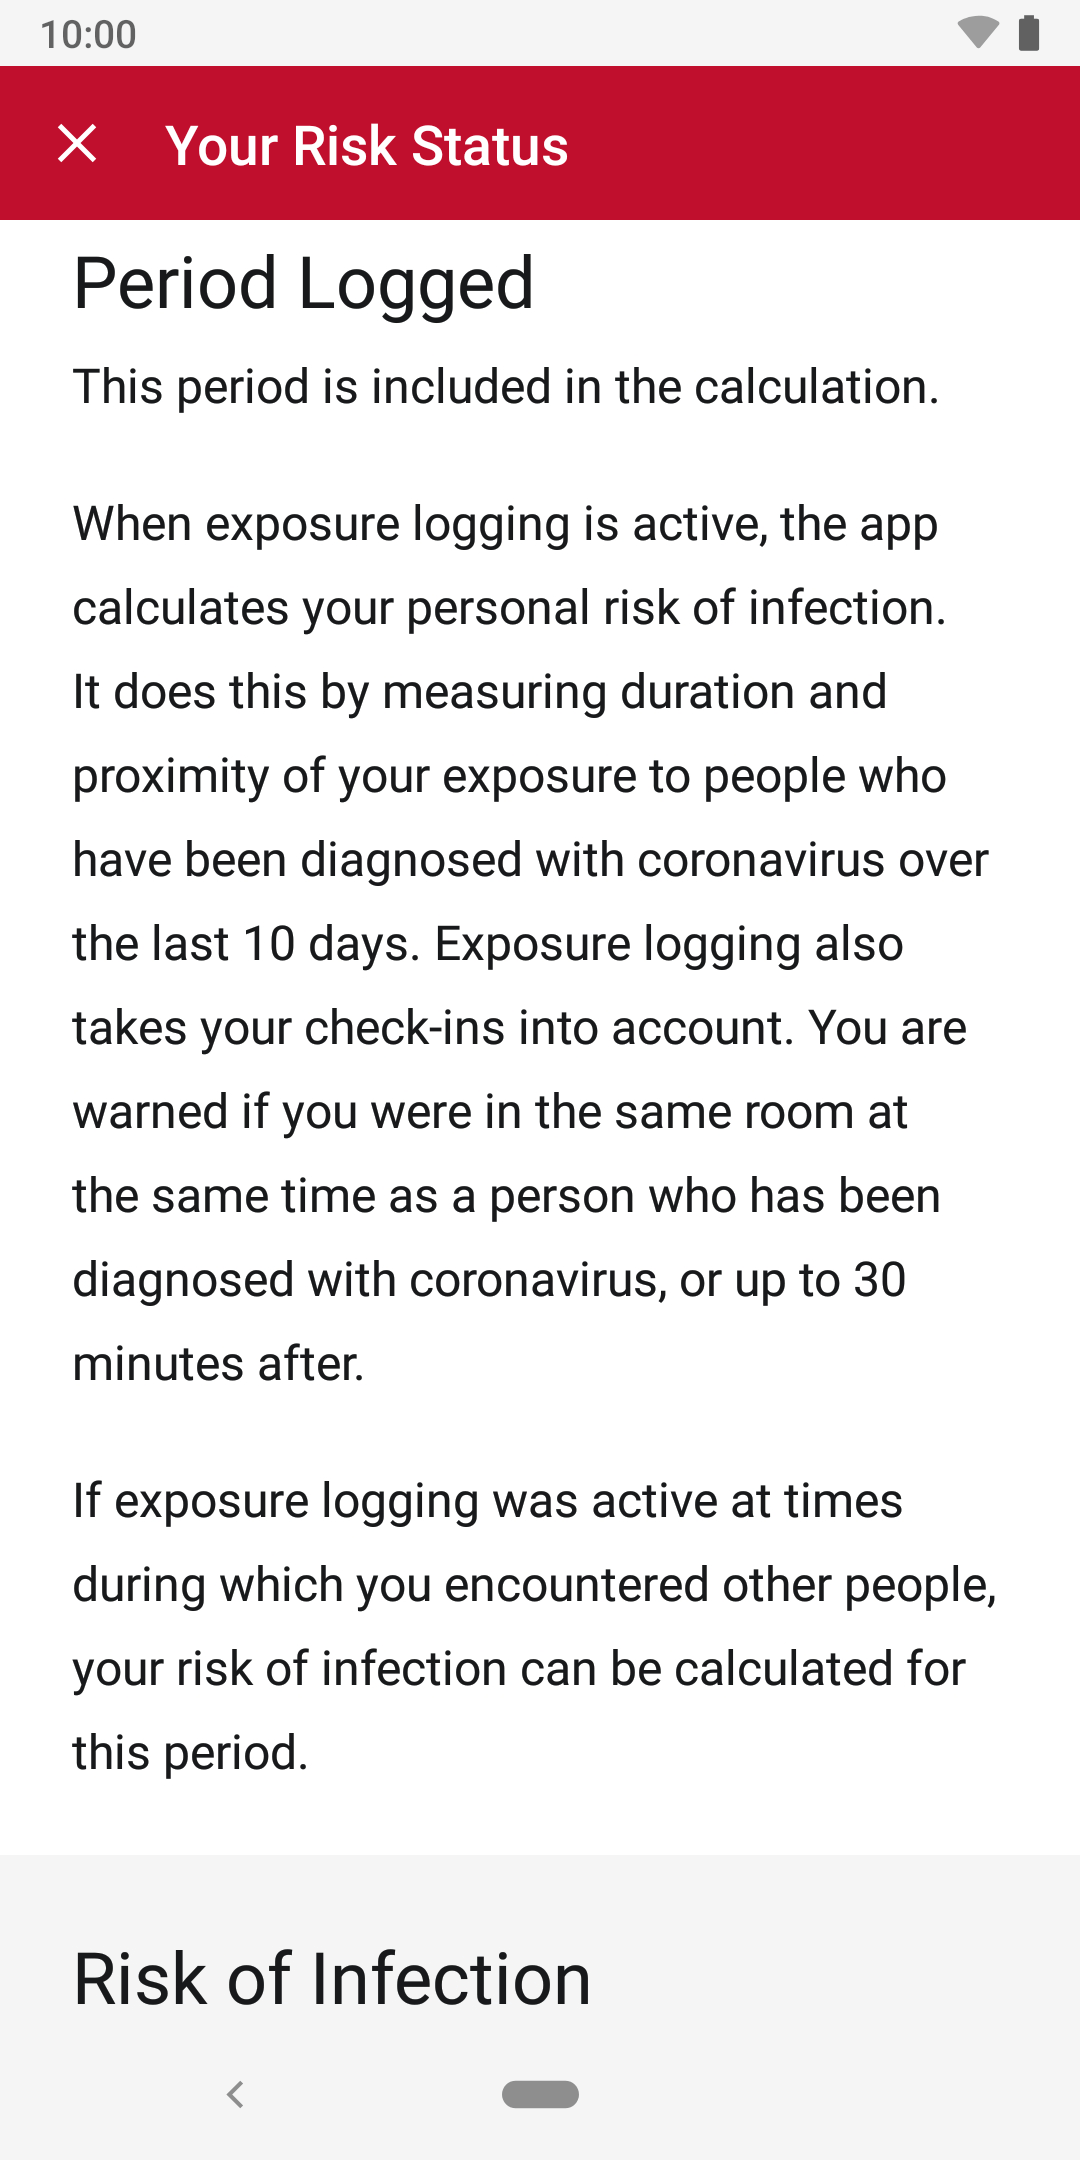 10:00
Your Risk Status
Period Logged
This period is included in the calculation.
When exposure logging is active, the app
calculates your personal risk of infection.
It does this by measuring duration and
proximity of your exposure to people who
have been diagnosed with coronavirus over
the last 10 days. Exposure logging also
takes your check-ins into account. You are
warned if you were in the same room at
the same time as a person who has been
diagnosed with coronavirus, or up to 30
minutes after.
If exposure logging was active at times
during which you encountered other people,
your risk of infection can be calculated for
this period.
Risk of Infection